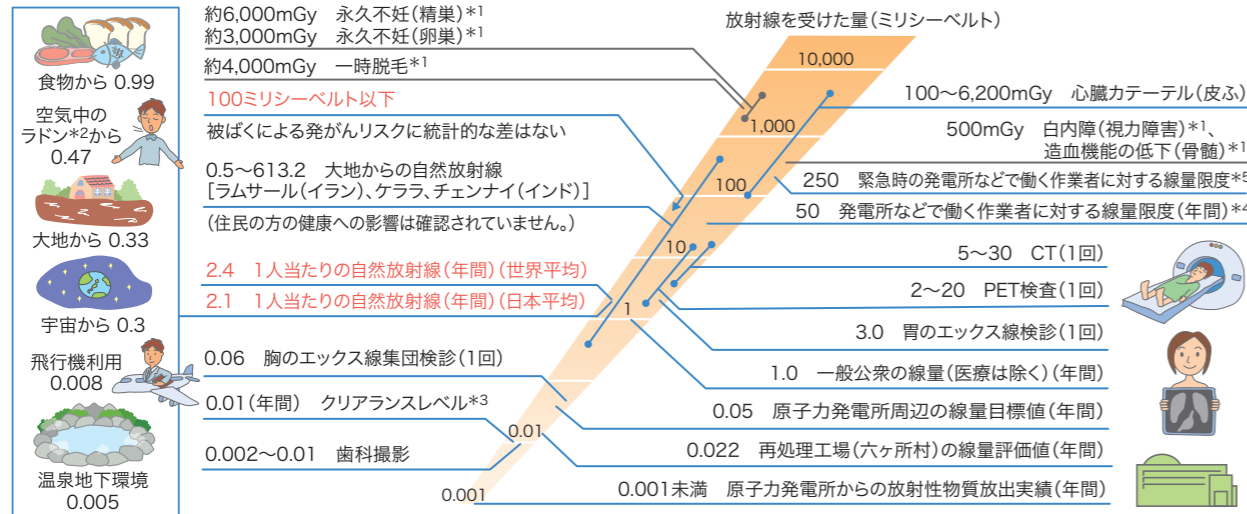 食物から 0.99
空気中の
ラドン*2から
0.47
大地から 0.33
宇宙から 0.3
飛行機利用
0.008
温泉地下環境
0.005
約6,000mGy 永久不妊(精巣)*1
約3,000mGy 永久不妊(卵巣)*1
約4,000mGy 一時脱毛*1
100ミリシーベルト以下
被ばくによる発がんリスクに統計的な差はない
0.5〜613.2 大地からの自然放射線
[ラムサール(イラン)、ケララ、チェンナイ(インド)]
(住民の方の健康への影響は確認されていません。)
2.4 1人当たりの自然放射線(年間)(世界平均)
2.1 1人当たりの自然放射線(年間)(日本平均)
0.06 胸のエックス線集団検診(1回)
0.01(年間) クリアランスレベル*3
0.002〜0.01 歯科撮影
放射線を受けた量(ミリシーベルト)
10,000
1,000
100
10
1
0.01
0.001
100〜6,200mGy 心臓カテーテル(皮ふ)
500mGy 白内障(視力障害)*1、
造血機能の低下(骨髄)*1
250 緊急時の発電所などで働く作業者に対する線量限度*5
50 発電所などで働く作業者に対する線量限度(年間)*4
5〜30 CT(1回)
2〜20 PET検査(1回)
3.0 胃のエックス線検診(1回)
1.0 一般公衆の線量(医療は除く)(年間)
0.05 原子力発電所周辺の線量目標値(年間)
0.022 再処理工場(六ヶ所村)の線量評価値(年間)
0.001未満 原子力発電所からの放射性物質放出実績(年間)